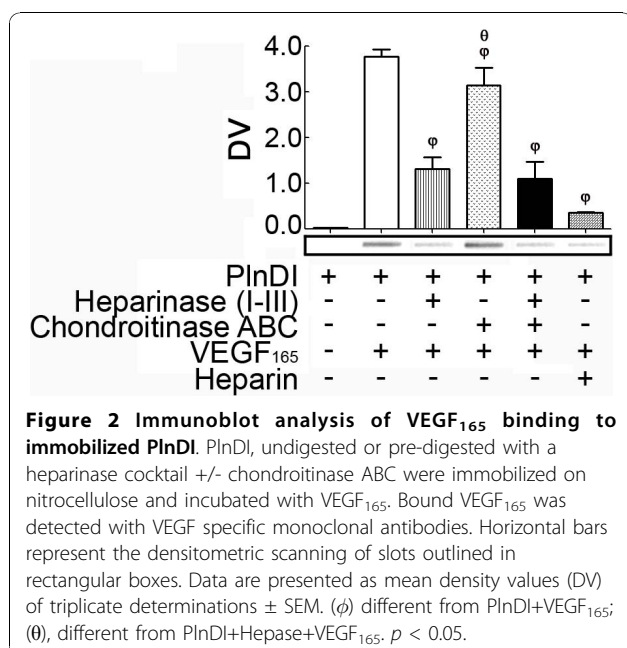 4.0
θ
φ
3.0
DV
2.0
φ
φ
1.0
φ
0.0
PlnDI + + + + + +
Heparinase (I-III) - - + - + -
Chondroitinase ABC - - - + + -
VEGF165 - + + + + +
Heparin - - - - - +
Figure 2 Immunoblot analysis of VEGF165 binding to
immobilized PlnDI. PlnDI, undigested or pre-digested with a
heparinase cocktail +/- chondroitinase ABC were immobilized on
nitrocellulose and incubated with VEGF165. Bound VEGF165 was
detected with VEGF specific monoclonal antibodies. Horizontal bars
represent the densitometric scanning of slots outlined in
rectangular boxes. Data are presented as mean density values (DV)
of triplicate determinations ± SEM. (ϕ) different from PlnDI+VEGF165;
(θ), different from PlnDI+Hepase+VEGF165. p < 0.05.